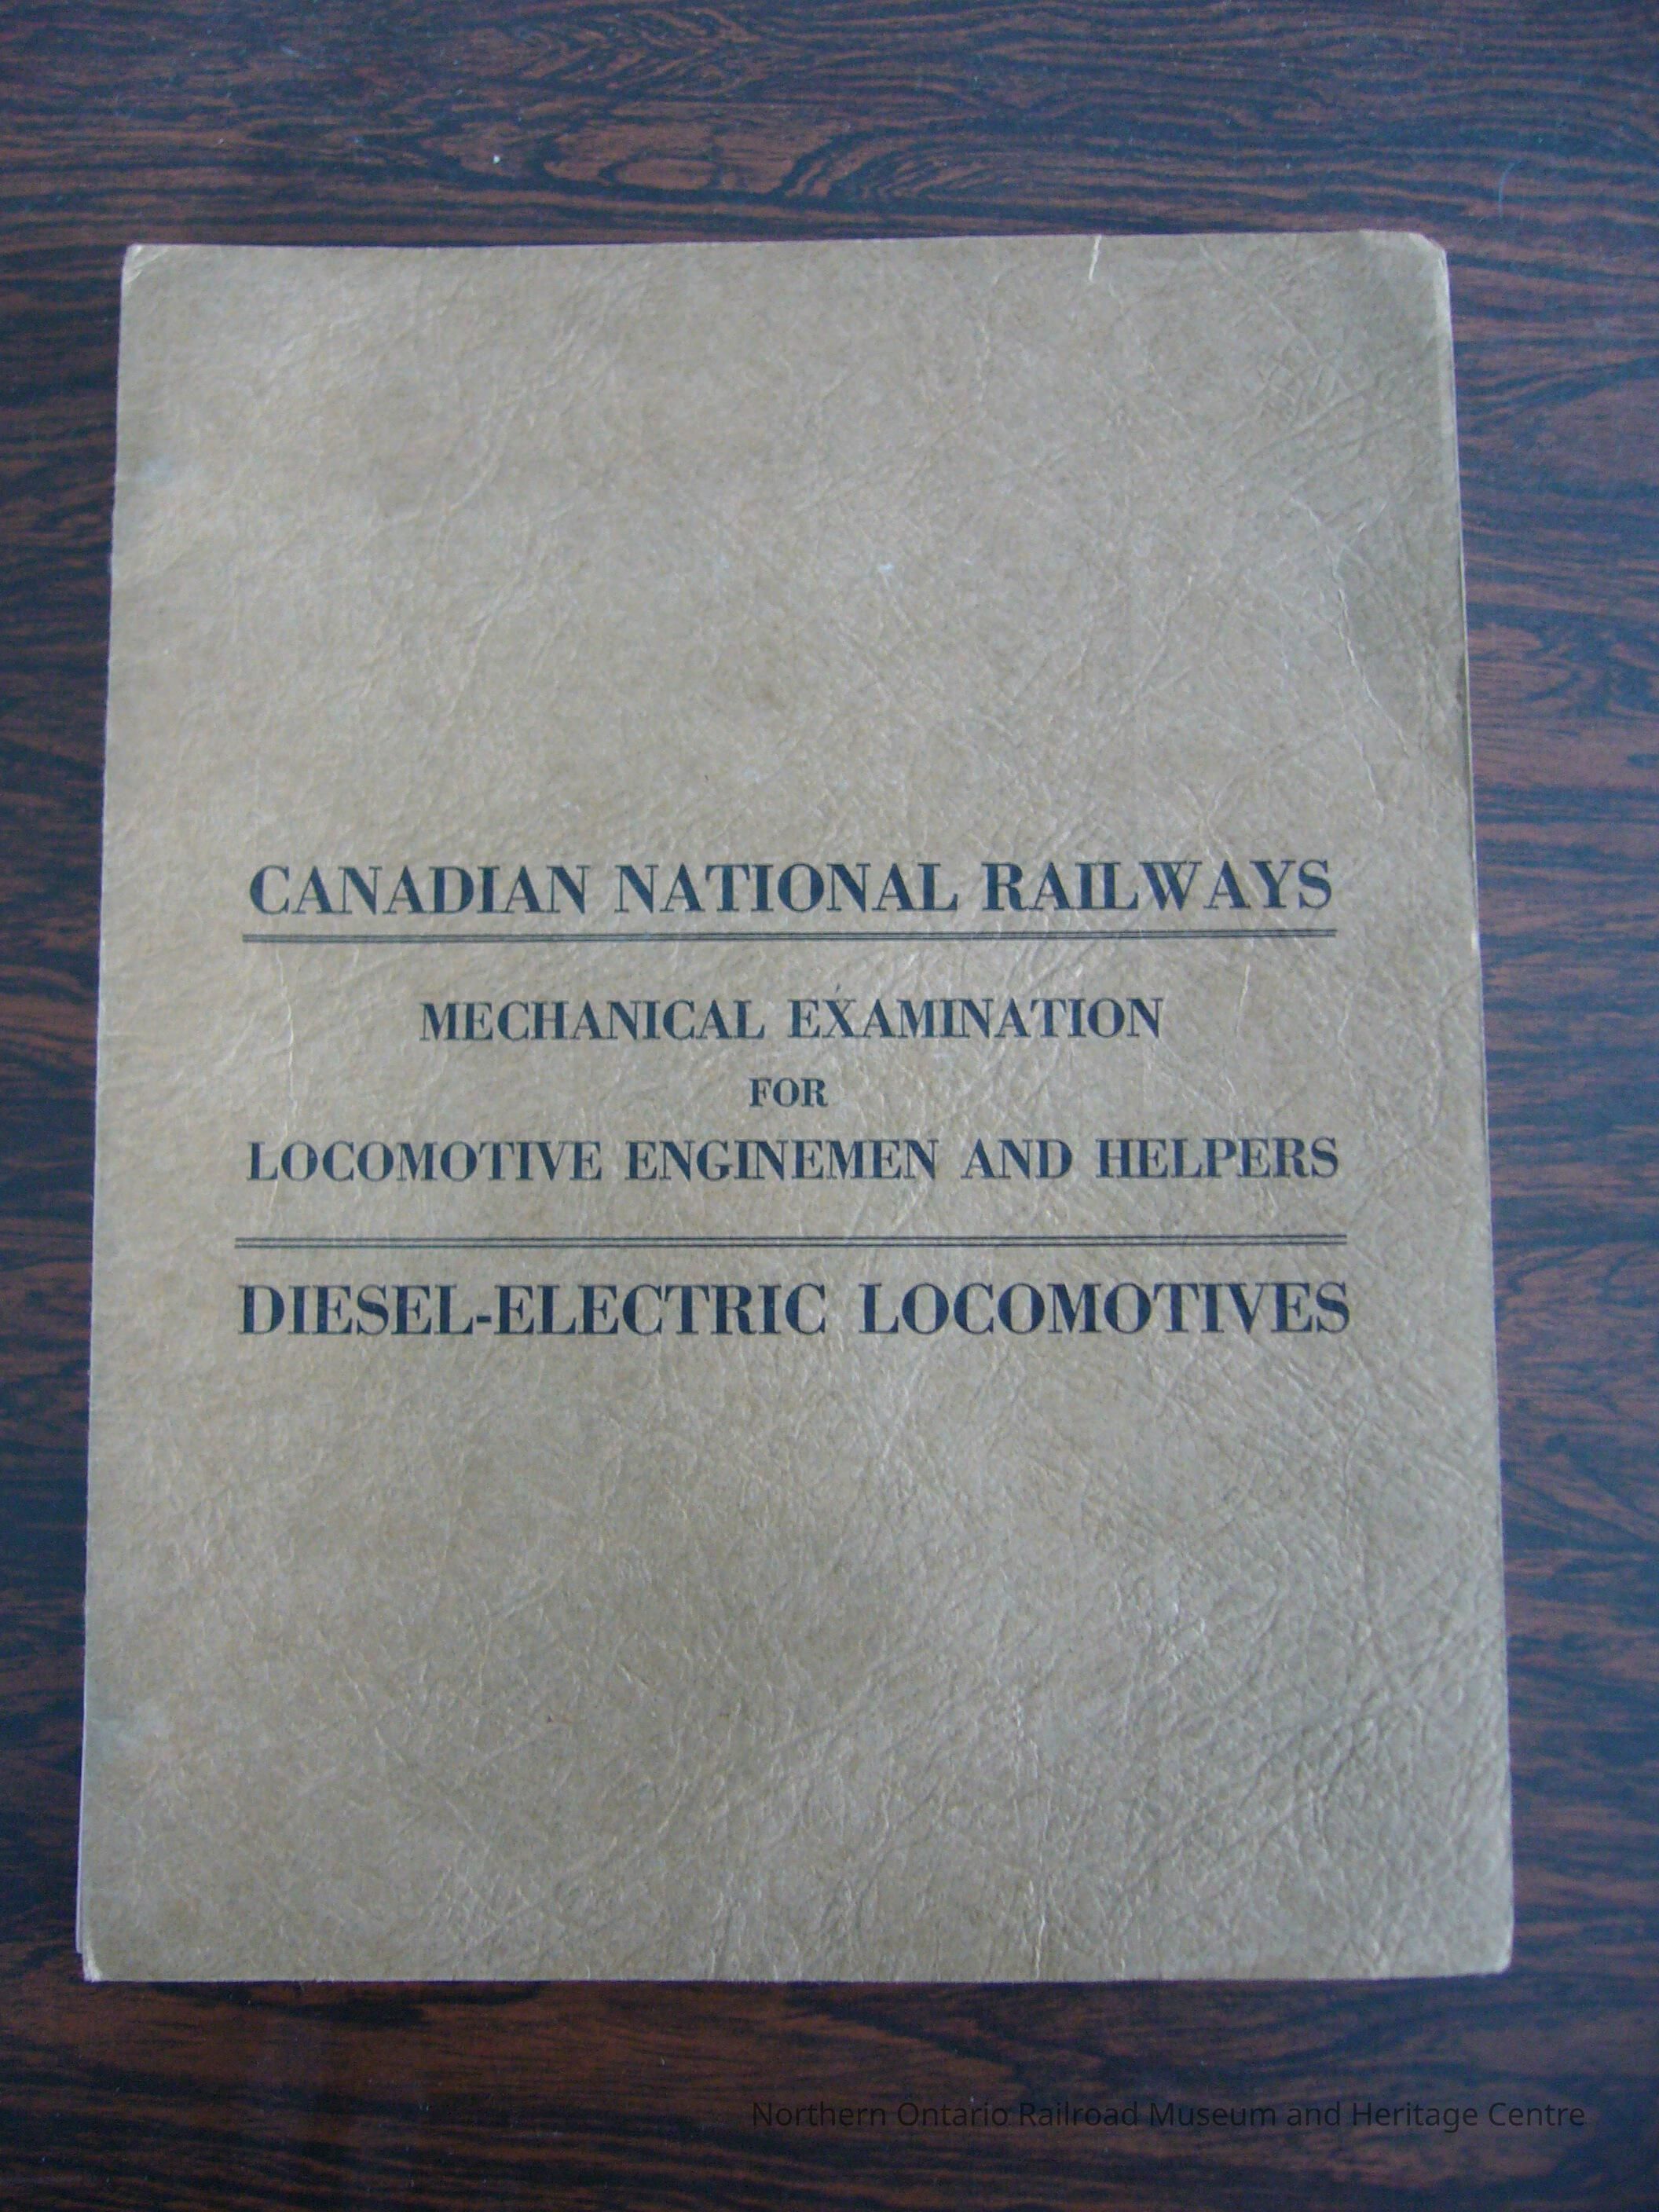 CANADIAN NATIONAL RAILWAYS
MECHANICAL EXAMINATION
FOR
LOCOMOTIVE ENGINEMEN AND HELPERS
DIESEL-ELECTRIC LOCOMOTIVES
Northern Ontario Railroad Museum and Heritage Centre